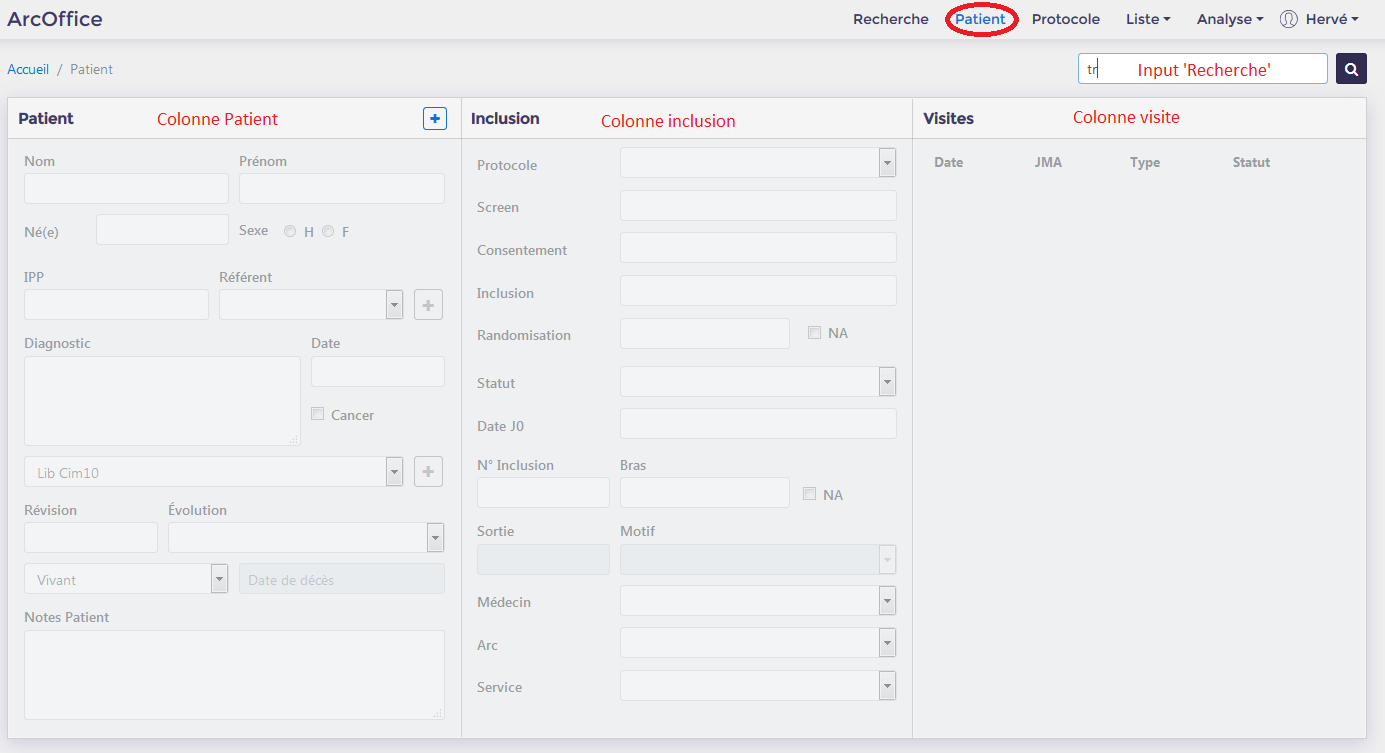 ArcOffice
Recherche Patient Protocole Liste Analyse Hervé
Accueil / Patient
tr Input 'Recherche'
Patient Colonne Patient +
Nom Prénom
Né(e) Sexe H F
IPP Référent
+
Diagnostic Date
Cancer
Lib Cim10 +
Révision Évolution
Vivant Date de décès
Notes Patient
Inclusion Colonne inclusion
Protocole
Screen
Consentement
Inclusion
Randomisation NA
Statut
Date J0
N° Inclusion Bras
NA
Sortie Motif
Médecin
Arc
Service
Visites Colonne visite
Date JMA Type Statut